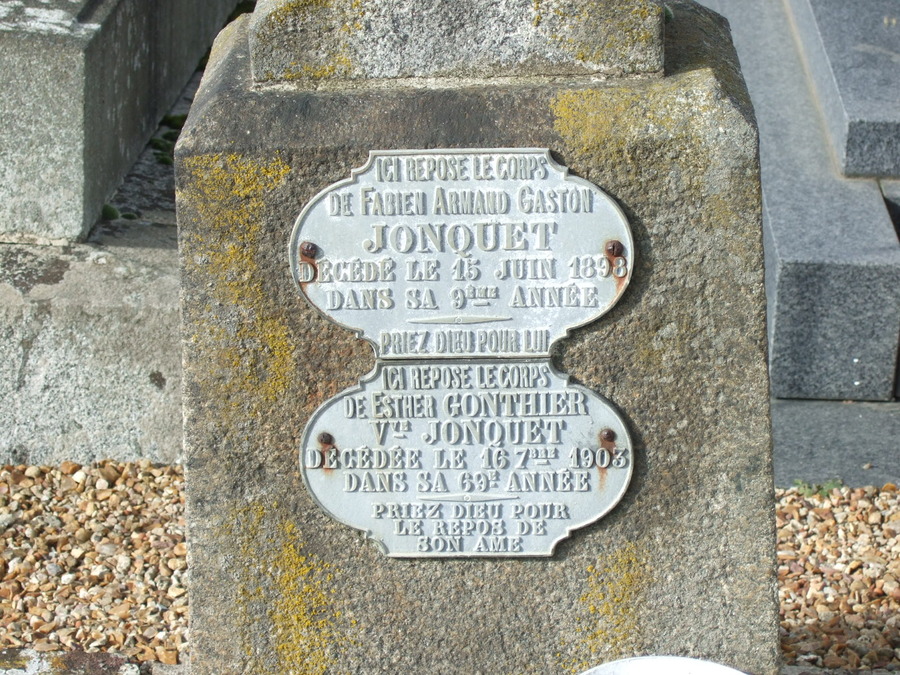 ICI REPOSE LE CORPS
DE FABIEN ARMAND GASTON
JONQUET
DÉCÉDÉ LE 15 JUIN 1898
DANS SA 9ÈME ANNÉE
PRIEZ DIEU POUR LUI
ICI REPOSE LE CORPS
DE ESTHER GONTHIER
VVE JONQUET
DÉCÉDÉE LE 16 7BRE 1903
DANS SA 69E ANNÉE
PRIEZ DIEU POUR
LE REPOS DE
SON AME